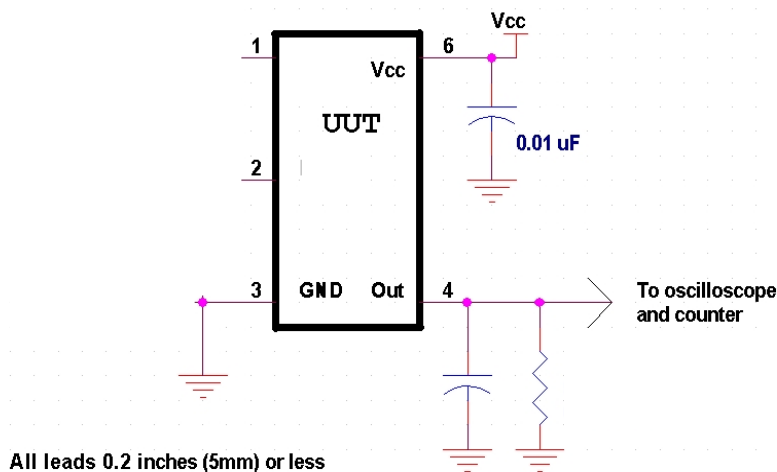 Vcc
1
6
Vcc
UUT
0.01 uF
2
3
GND
Out
4
To oscilloscope
and counter
All leads 0.2 inches (5mm) or less